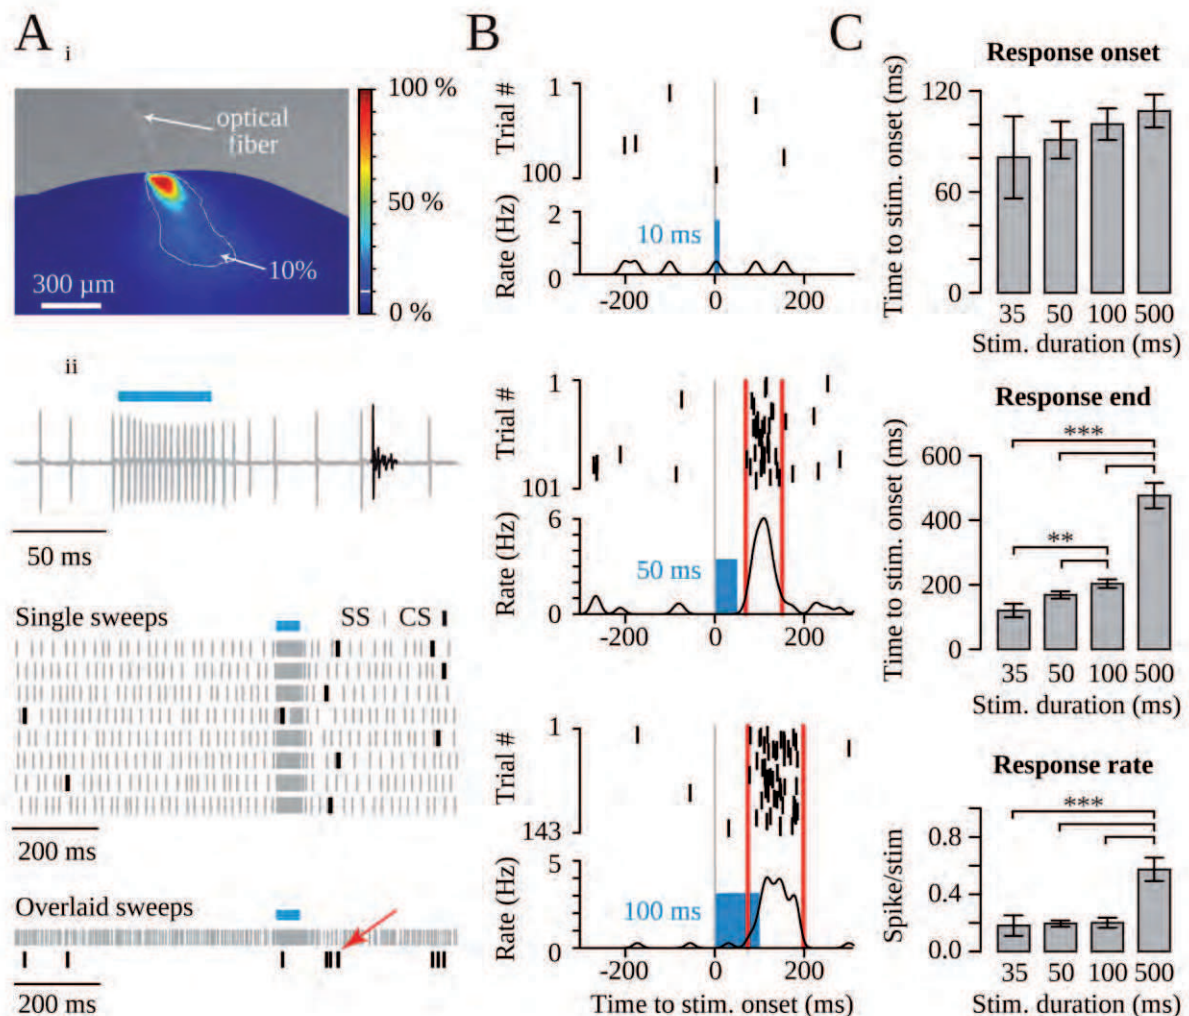 A
i
optical
fiber
10%
300 µm
100 %
50 %
0 %
ii
50 ms
Single sweeps
SS
CS
200 ms
Overlaid sweeps
200 ms
B
Trial #
1
100
Rate (Hz)
2
0
10 ms
-200
0
200
Trial #
1
101
Rate (Hz)
6
0
50 ms
-200
0
200
Trial #
1
143
Rate (Hz)
5
0
100 ms
-200
0
200
Time to stim. onset (ms)
C
Response onset
Time to stim. onset (ms)
120
60
0
35 50 100 500
Stim. duration (ms)
Response end
Time to stim. onset (ms)
600
400
200
0
***
**
35 50 100 500
Stim. duration (ms)
Response rate
Spike/stim
0.8
0.4
0.0
***
35 50 100 500
Stim. duration (ms)